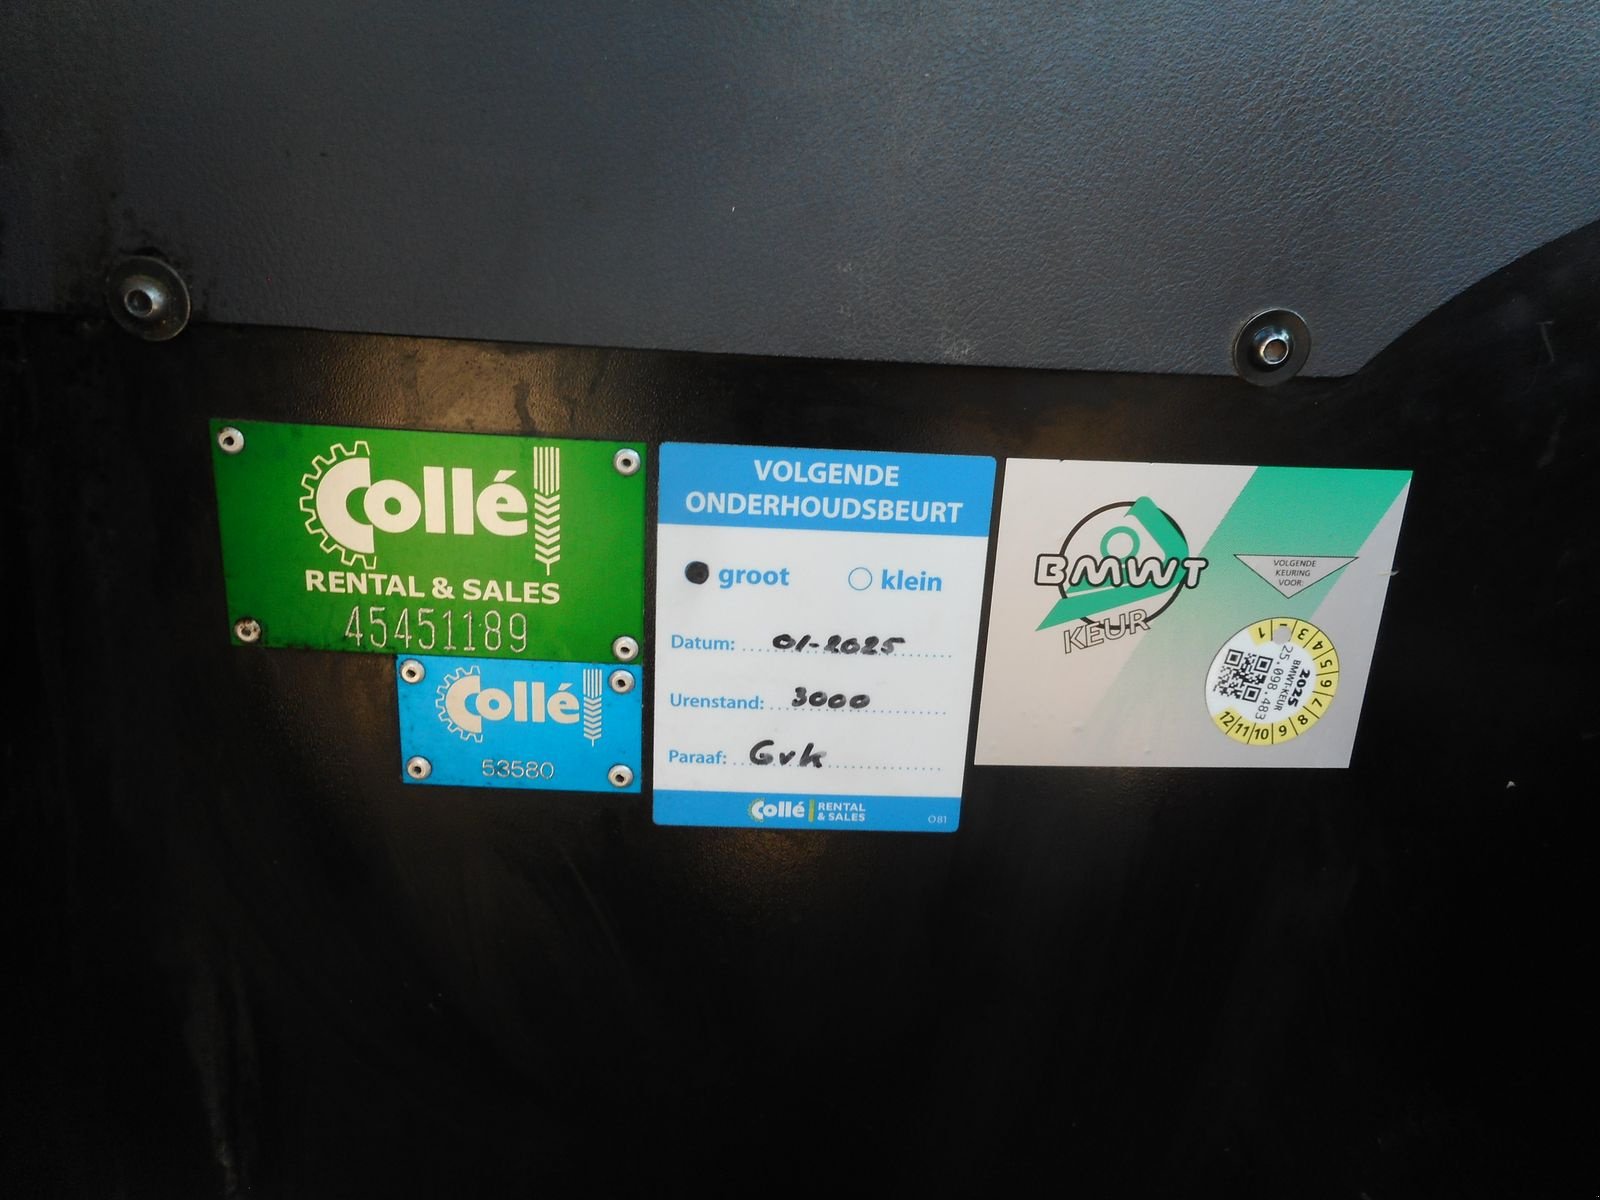 Collé
RENTAL & SALES
45451189
Collé
53580
VOLGENDE
ONDERHOUDSBEURT
groot klein
Datum: 01-2025
Urenstand: 3000
Paraaf: Gvk
Collé RENTAL
& SALES
O81
BMWT
KEUR
VOLGENDE
KEURING
VOOR:
1 3 4 5 6 7 8 9 10 11 12
2025
BMWT-KEUR
25.098.483